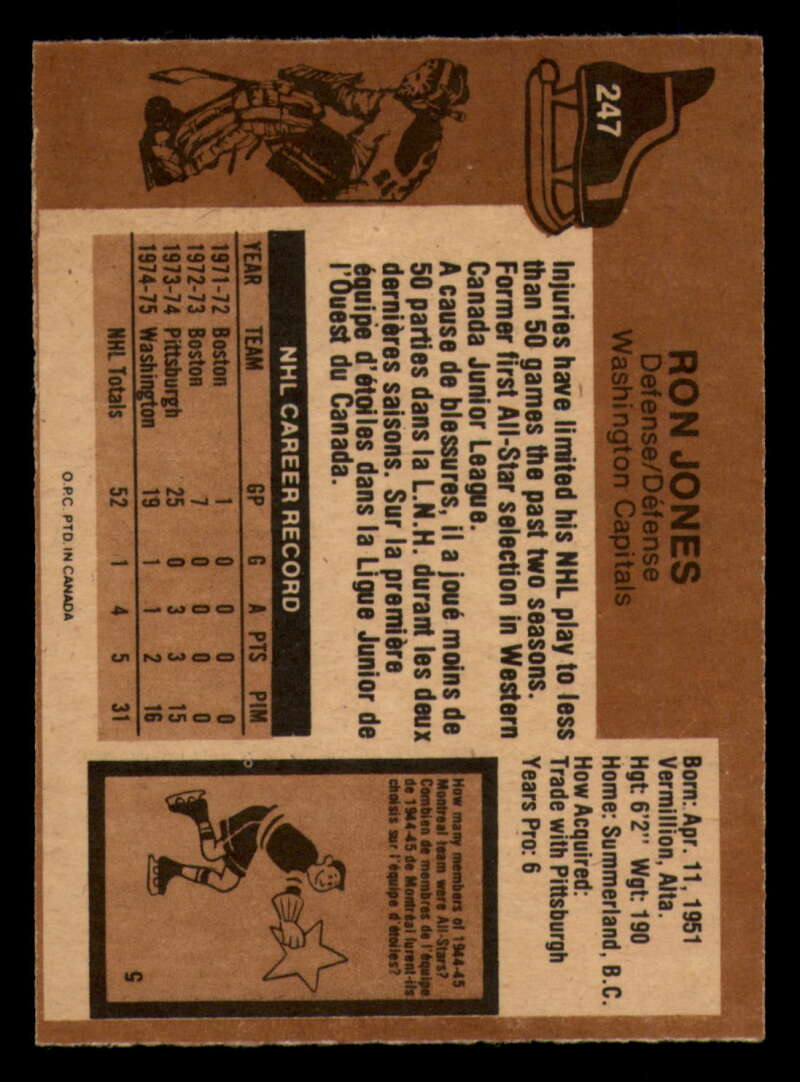 247
RON JONES
Defense/Défense
Washington Capitals
Born: Apr. 11, 1951
Vermillion, Alta.
Hgt: 6'2" Wgt: 190
Home: Summerland, B.C.
How Acquired:
Trade with Pittsburgh
Years Pro: 6
Injuries have limited his NHL play to less
than 50 games the past two seasons.
Former first All-Star selection in Western
Canada Junior League.
A cause de blessures, il a joué moins de
50 parties dans la L.N.H. durant les deux
dernières saisons. Sur la première
équipe d'étoiles dans la Ligue Junior de
l'Ouest du Canada.
NHL CAREER RECORD
YEAR TEAM GP G A PTS PIM
1971-72 Boston 1 0 0 0 0
1972-73 Boston 7 0 0 0 0
1973-74 Pittsburgh 25 0 3 3 15
1974-75 Washington 19 1 1 2 16
NHL Totals 52 1 4 5 31
How many members of 1944-45
Montreal team were All-Stars?
Combien de membres de l'équipe
de 1944-45 de Montréal furent-ils
choisis sur l'équipe d'étoiles?
5
O.P.C. PTD. IN CANADA